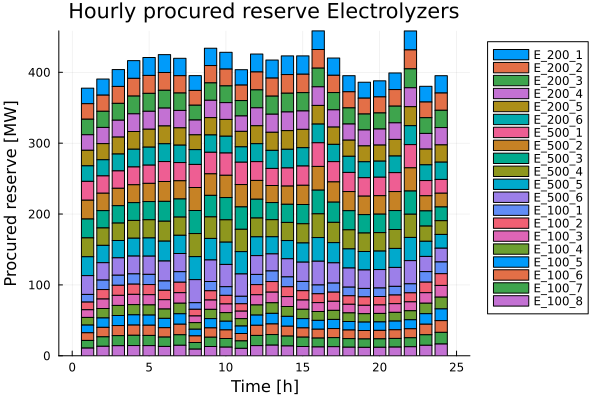 Hourly procured reserve Electrolyzers
Procured reserve [MW]
400
300
200
100
0
0 5 10 15 20 25
Time [h]
E_200_1
E_200_2
E_200_3
E_200_4
E_200_5
E_200_6
E_500_1
E_500_2
E_500_3
E_500_4
E_500_5
E_500_6
E_100_1
E_100_2
E_100_3
E_100_4
E_100_5
E_100_6
E_100_7
E_100_8